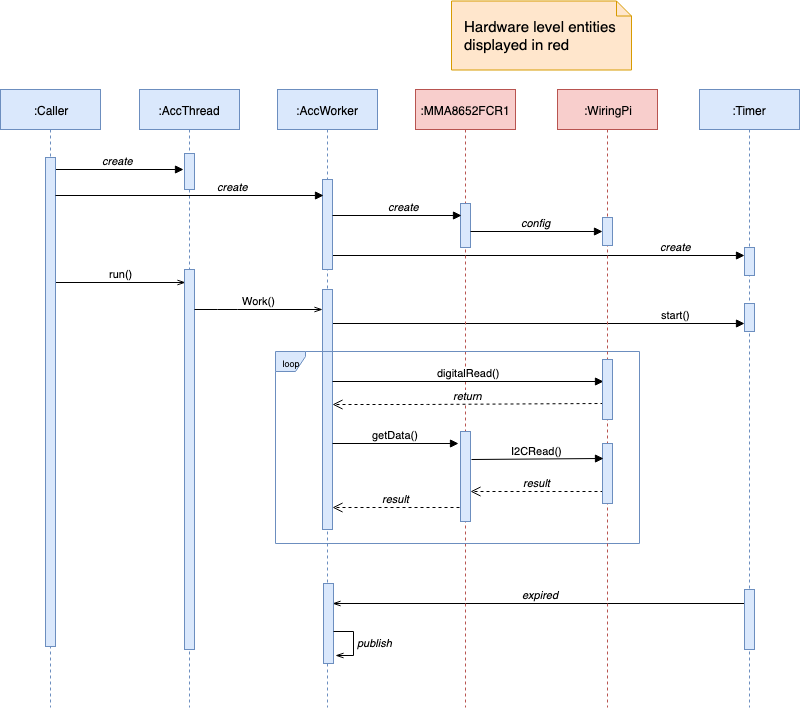 Hardware level entities
displayed in red
:Caller
:AccThread
:AccWorker
:MMA8652FCR1
:WiringPi
:Timer
create
create
create
config
create
run()
Work()
start()
loop
digitalRead()
return
getData()
I2CRead()
result
result
expired
publish